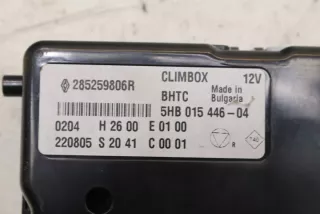 285259806R
CLIMBOX
12V
BHTC
Made in
Bulgaria
5HB 015 446-04
0204 H 26 00 E 01 00
220805 S 20 41 C 00 01
R